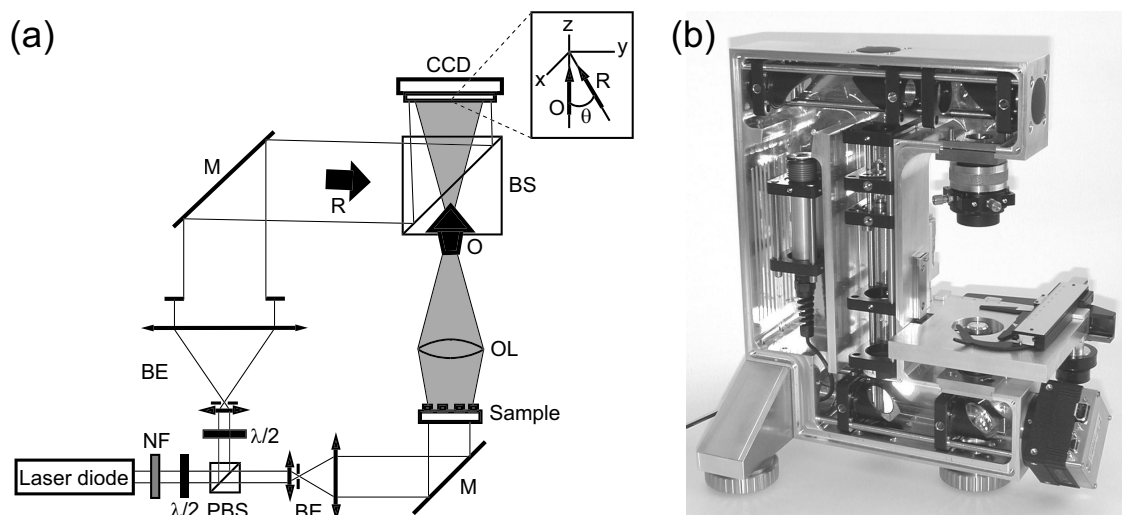 (a)
(b)
CCD
z
y
x
R
O
θ
M
R
BS
O
BE
OL
Sample
λ/2
NF
Laser diode
λ/2
PBS
BE
M